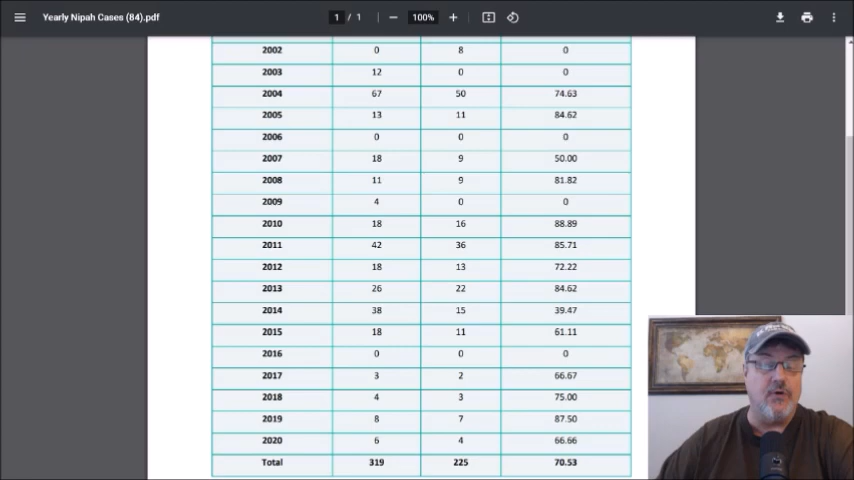 Yearly Nipah Cases (84).pdf 1 / 1 100%
2002 0 8 0
2003 12 0 0
2004 67 50 74.63
2005 13 11 84.62
2006 0 0 0
2007 18 9 50.00
2008 11 9 81.82
2009 4 0 0
2010 18 16 88.89
2011 42 36 85.71
2012 18 13 72.22
2013 26 22 84.62
2014 38 15 39.47
2015 18 11 61.11
2016 0 0 0
2017 3 2 66.67
2018 4 3 75.00
2019 8 7 87.50
2020 6 4 66.66
Total 319 225 70.53